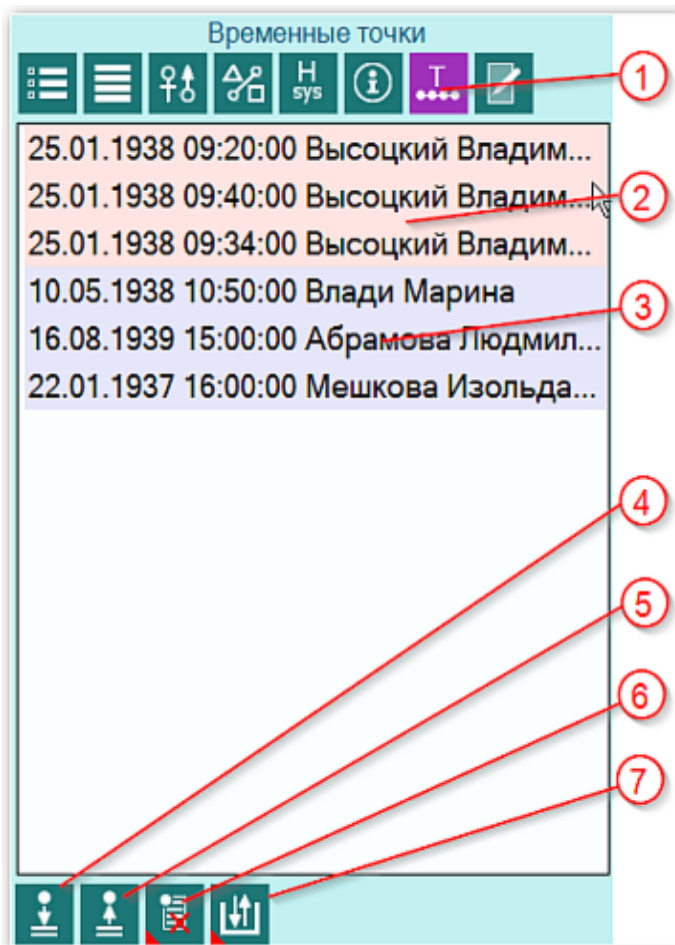 Временные точки
H
sys
T
1
25.01.1938 09:20:00 Высоцкий Владим...
25.01.1938 09:40:00 Высоцкий Владим...
2
25.01.1938 09:34:00 Высоцкий Владим...
10.05.1938 10:50:00 Влади Марина
3
16.08.1939 15:00:00 Абрамова Людмил...
22.01.1937 16:00:00 Мешкова Изольда...
4
5
6
7